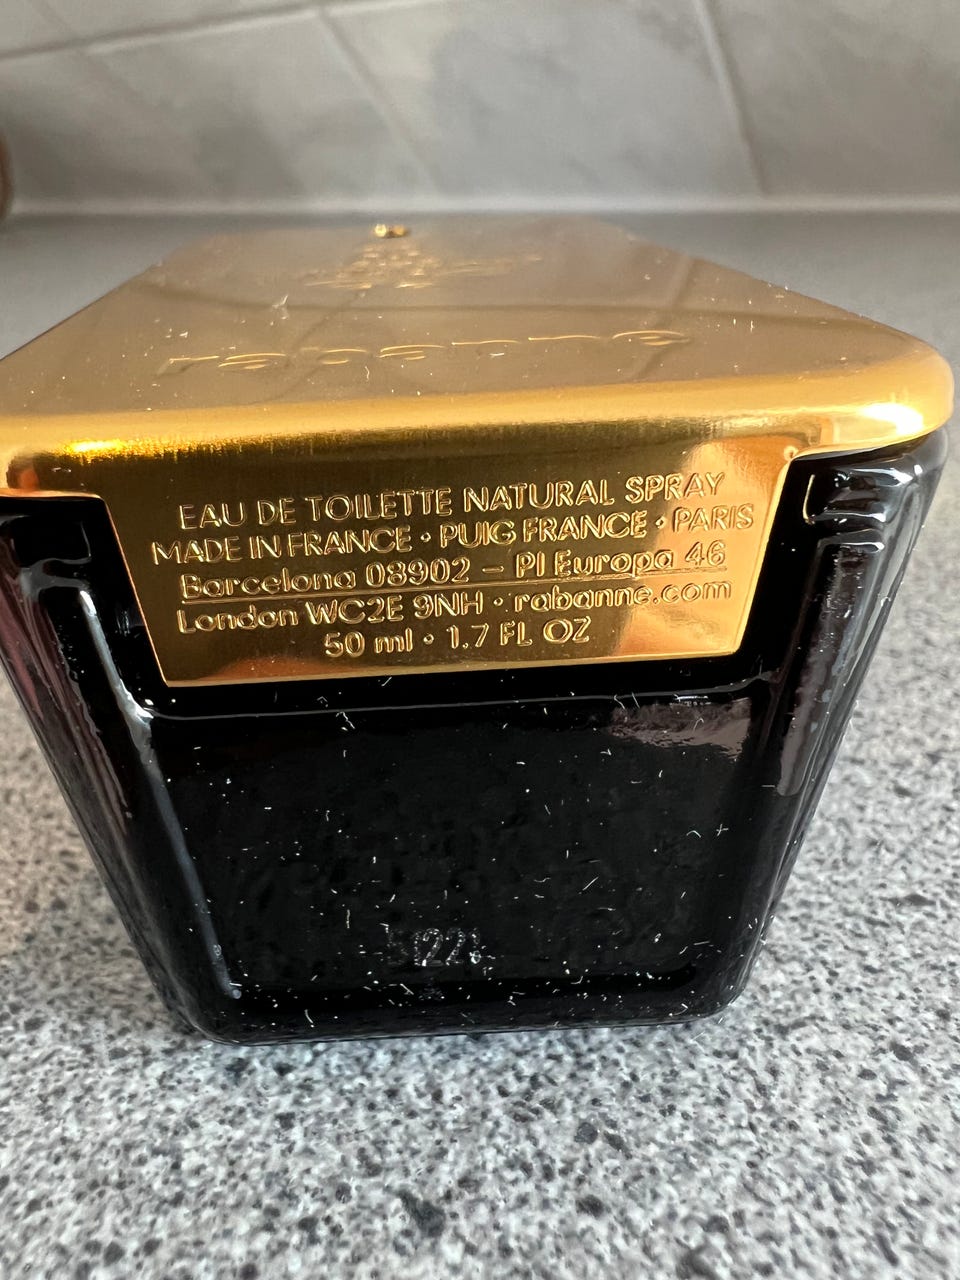 rabanne
EAU DE TOILETTE NATURAL SPRAY
MADE IN FRANCE • PUIG FRANCE • PARIS
Barcelona 08902 – Pl Europa 46
London WC2E 9NH • rabanne.com
50 ml • 1.7 FL OZ